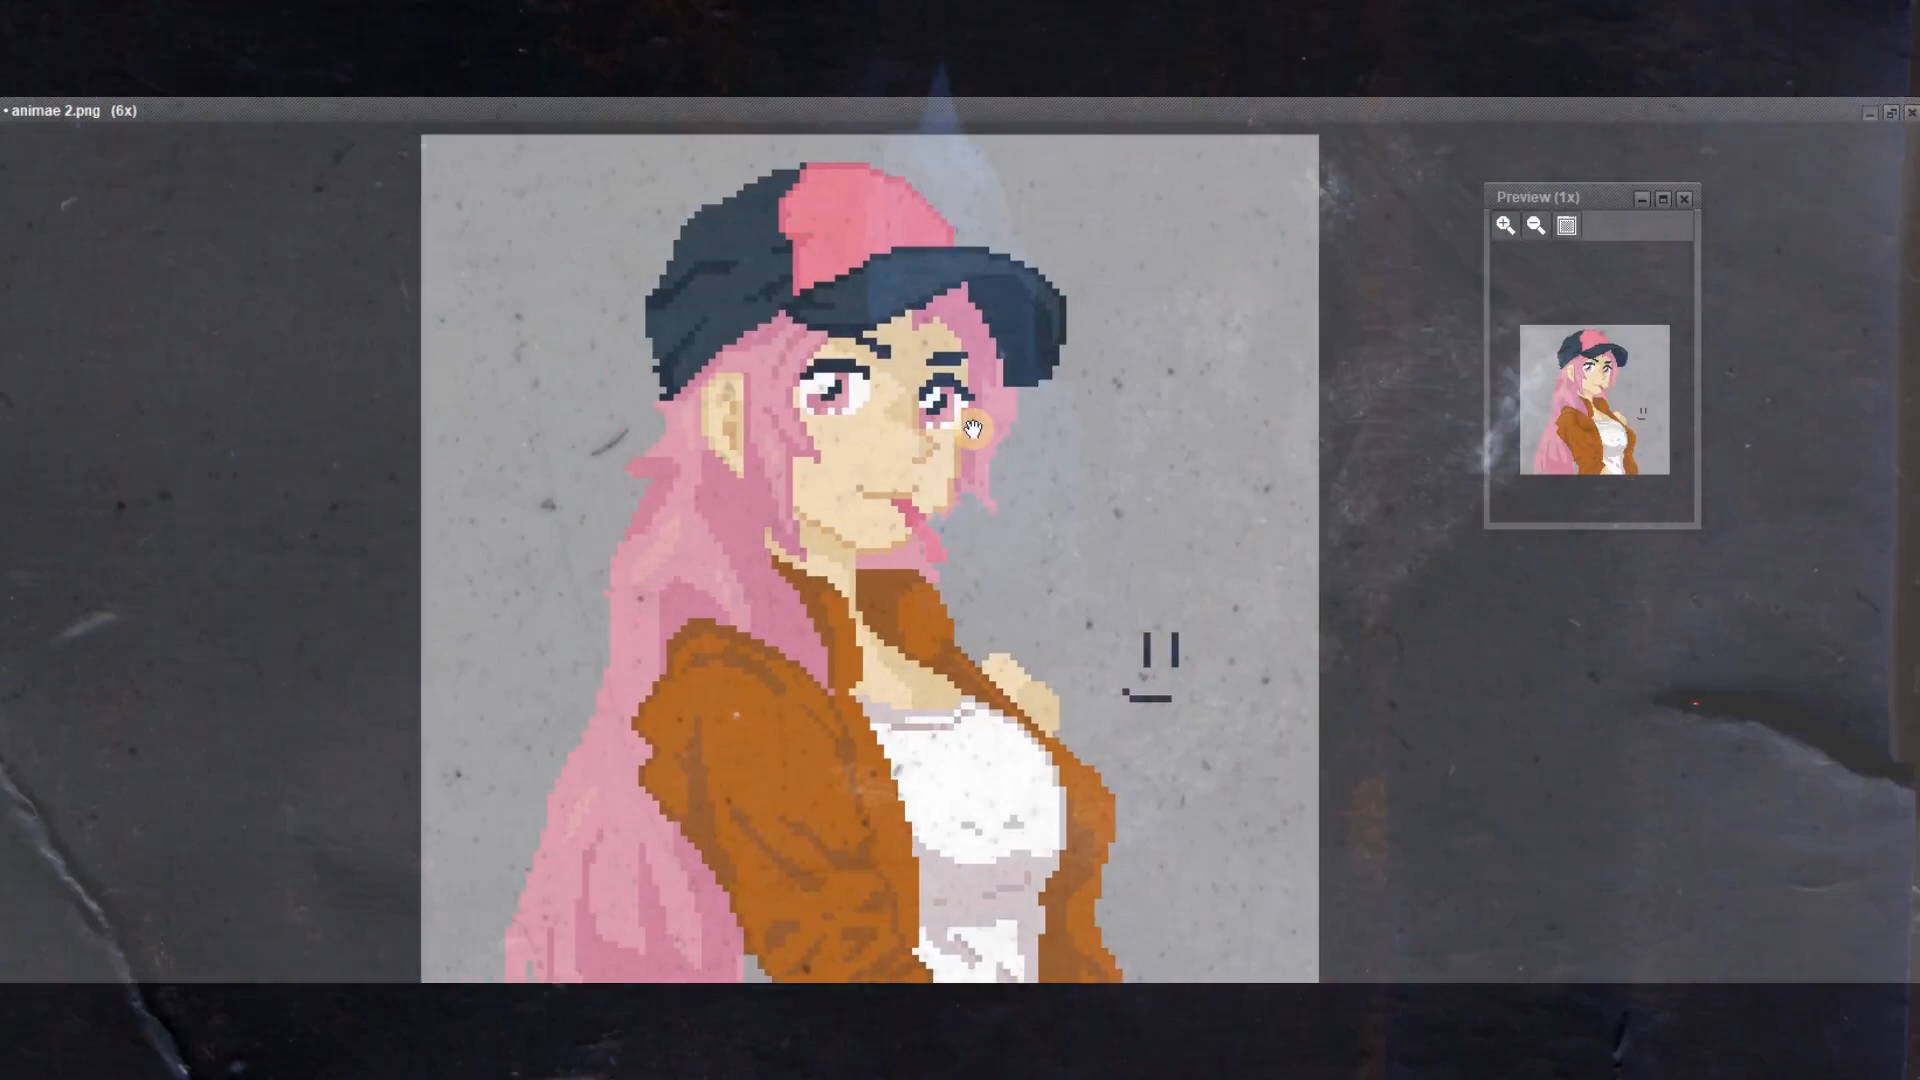 • animae 2.png (6x)
Preview (1x)